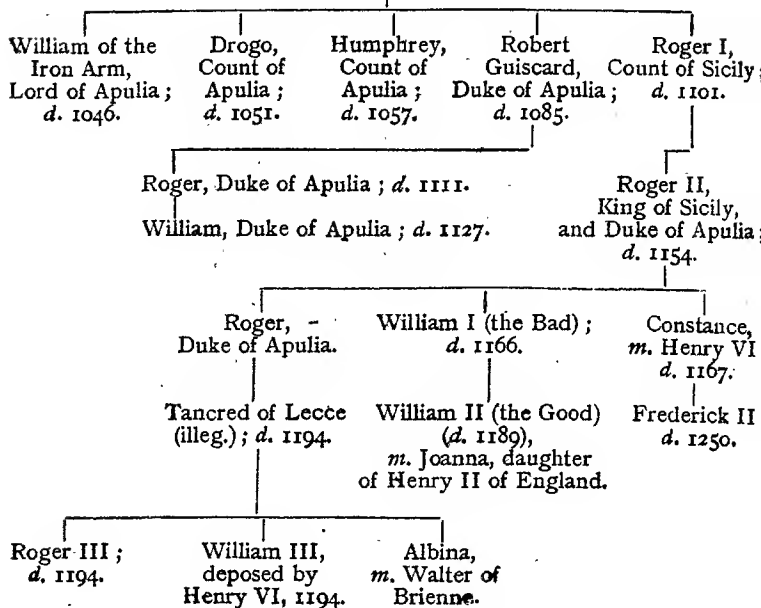 William of the
Iron Arm,
Lord of Apulia ;
d. 1046.
Drogo,
Count of
Apulia ;
d. 1051.
Humphrey,
Count of
Apulia ;
d. 1057.
Robert
Guiscard,
Duke of Apulia ;
d. 1085.
Roger I,
Count of Sicily ;
d. 1101.
Roger, Duke of Apulia ; d. 1111.
William, Duke of Apulia ; d. 1127.
Roger II,
King of Sicily,
and Duke of Apulia ;
d. 1154.
Roger, -
Duke of Apulia.
William I (the Bad) ;
d. 1166.
Constance,
m. Henry VI
d. 1167.
Tancred of Lecce
(illeg.) ; d. 1194.
William II (the Good)
(d. 1189),
m. Joanna, daughter
of Henry II of England.
Frederick II
d. 1250.
Roger III ;
d. 1194.
William III,
deposed by
Henry VI, 1194.
Albina,
m. Walter of
Brienne.